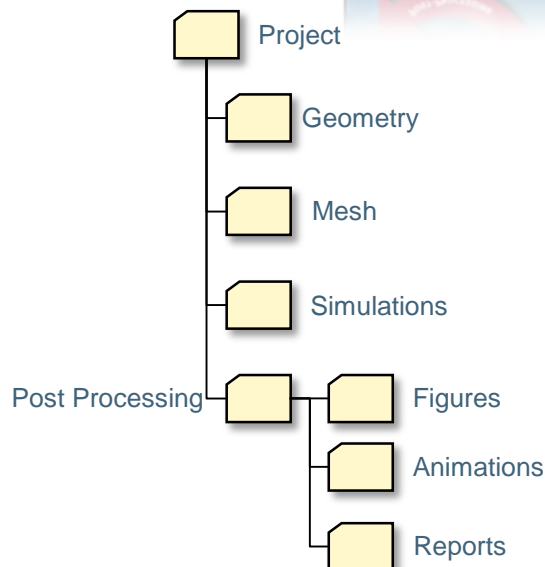 Project
Geometry
Mesh
Simulations
Post Processing
Figures
Animations
Reports